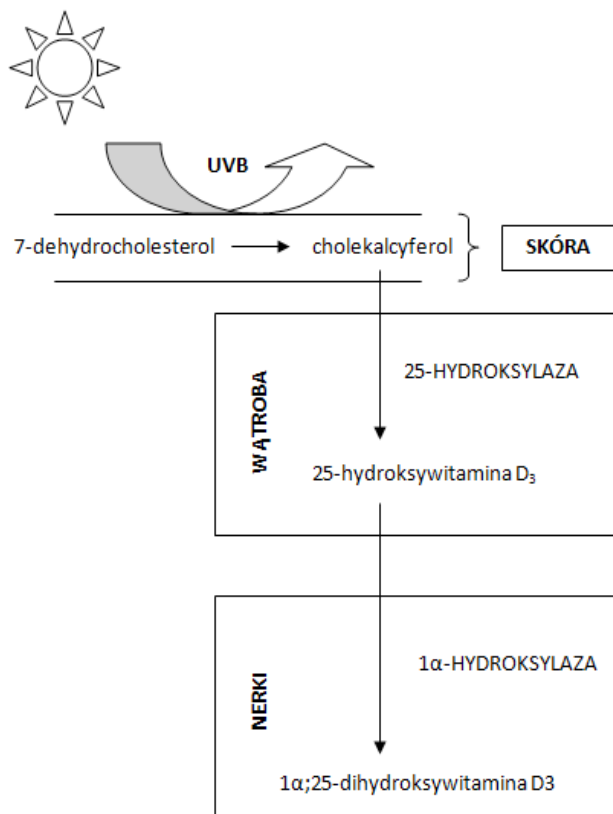 UVB
7-dehydrocholesterol
cholekalcyferol
SKÓRA
WĄTROBA
25-HYDROKSYLAZA
25-hydroksywitamina D₃
NERKI
1α-HYDROKSYLAZA
1α;25-dihydroksywitamina D3